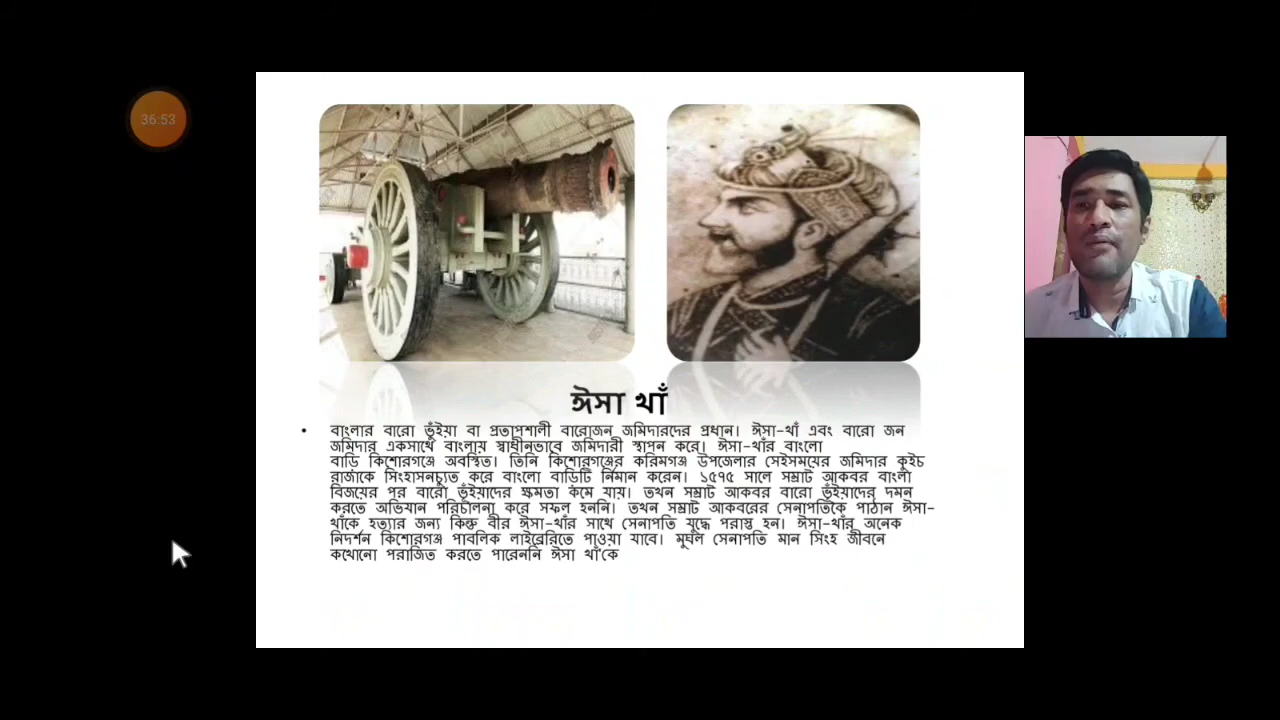 36:53
ঈসা খাঁ
• বাংলার বারো ভুঁইয়া বা প্রতাপশালী বারোজন জমিদারদের প্রধান। ঈসা-খাঁ এবং বারো জন
জমিদার একসাথে বাংলায় স্বাধীনভাবে জমিদারী স্থাপন করে। ঈসা-খাঁর বাংলো
বাড়ি কিশোরগঞ্জে অবস্থিত। তিনি কিশোরগঞ্জের করিমগঞ্জ উপজেলার সেইসময়ের জমিদার কুইচ
রাজাকে সিংহাসনচ্যুত করে বাংলো বাড়িটি নির্মান করেন। ১৫৭৫ সালে সম্রাট আকবর বাংলা
বিজয়ের পর বারো ভুঁইয়াদের ক্ষমতা কমে যায়। তখন সম্রাট আকবর বারো ভুঁইয়াদের দমন
করতে অভিযান পরিচালনা করে সফল হননি। তখন সম্রাট আকবরের সেনাপতিকে পাঠান ঈসা-
খাঁকে হত্যার জন্য কিন্তু বীর ঈসা-খাঁর সাথে সেনাপতি যুদ্ধে পরাস্ত হন। ঈসা-খাঁর অনেক
নিদর্শন কিশোরগঞ্জ পাবলিক লাইব্রেরিতে পাওয়া যাবে। মুঘল সেনাপতি মান সিংহ জীবনে
কখোনো পরাজিত করতে পারেননি ঈসা খাঁ'কে